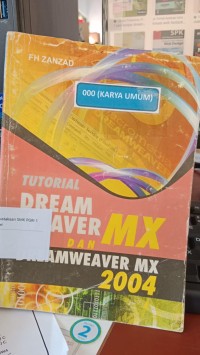 FH ZANZAD
000 (KARYA UMUM)
TUTORIAL
DREAM
WEAVER MX
DAN
DREAMWEAVER MX
2004
2